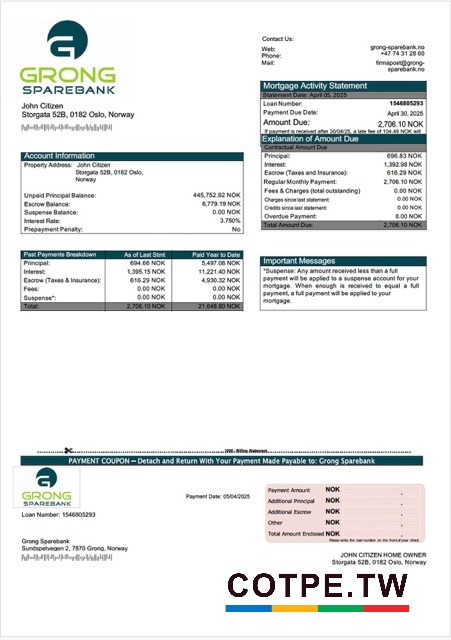 GRONG
SPAREBANK
John Citizen
Storgata 52B, 0182 Oslo, Norway
Contact Us:
Web: grong-sparebank.no
Phone: +47 74 31 28 60
Mail: firmapost@grong-sparebank.no
Mortgage Activity Statement
Statement Date: April 05, 2025
Loan Number: 1546805293
Payment Due Date: April 30, 2025
Amount Due: 2,706.10 NOK
If payment is received after 30/04/25, a late fee of 104.49 NOK will
Explanation of Amount Due
Contractual Amount Due
Principal: 696.83 NOK
Interest: 1,392.98 NOK
Escrow (Taxes and Insurance): 616.29 NOK
Regular Monthly Payment: 2,706.10 NOK
Fees & Charges (total outstanding) 0.00 NOK
Charges since last statement: 0.00 NOK
Credits since last statement: 0.00 NOK
Overdue Payment: 0.00 NOK
Total Amount Due: 2,706.10 NOK
Account Information
Property Address: John Citizen
Storgata 52B, 0182 Oslo,
Norway
Unpaid Principal Balance: 445,752.92 NOK
Escrow Balance: 6,779.19 NOK
Suspense Balance: 0.00 NOK
Interest Rate: 3.750%
Prepayment Penalty: No
Past Payments Breakdown As of Last Stmt Paid Year to Date
Principal: 694.66 NOK 5,497.08 NOK
Interest: 1,395.15 NOK 11,221.40 NOK
Escrow (Taxes & Insurance): 616.29 NOK 4,930.32 NOK
Fees: 0.00 NOK 0.00 NOK
Suspense*: 0.00 NOK 0.00 NOK
Total: 2,706.10 NOK 21,648.80 NOK
Important Messages
*Suspense: Any amount received less than a full
payment will be applied to a suspense account for your
mortgage. When enough is received to equal a full
payment, a full payment will be applied to your
mortgage.
PAYMENT COUPON — Detach and Return With Your Payment Made Payable to: Grong Sparebank
GRONG
SPAREBANK
Loan Number: 1546805293
Payment Date: 05/04/2025
Payment Amount NOK ,
Additional Principal NOK ,
Additional Escrow NOK ,
Other NOK ,
Total Amount Enclosed NOK ,
Please write the loan number on the front of your check
Grong Sparebank
Sundspetvegen 2, 7870 Grong, Norway
JOHN CITIZEN HOME OWNER
Storgata 52B, 0182 Oslo, Norway
COTPE.TW